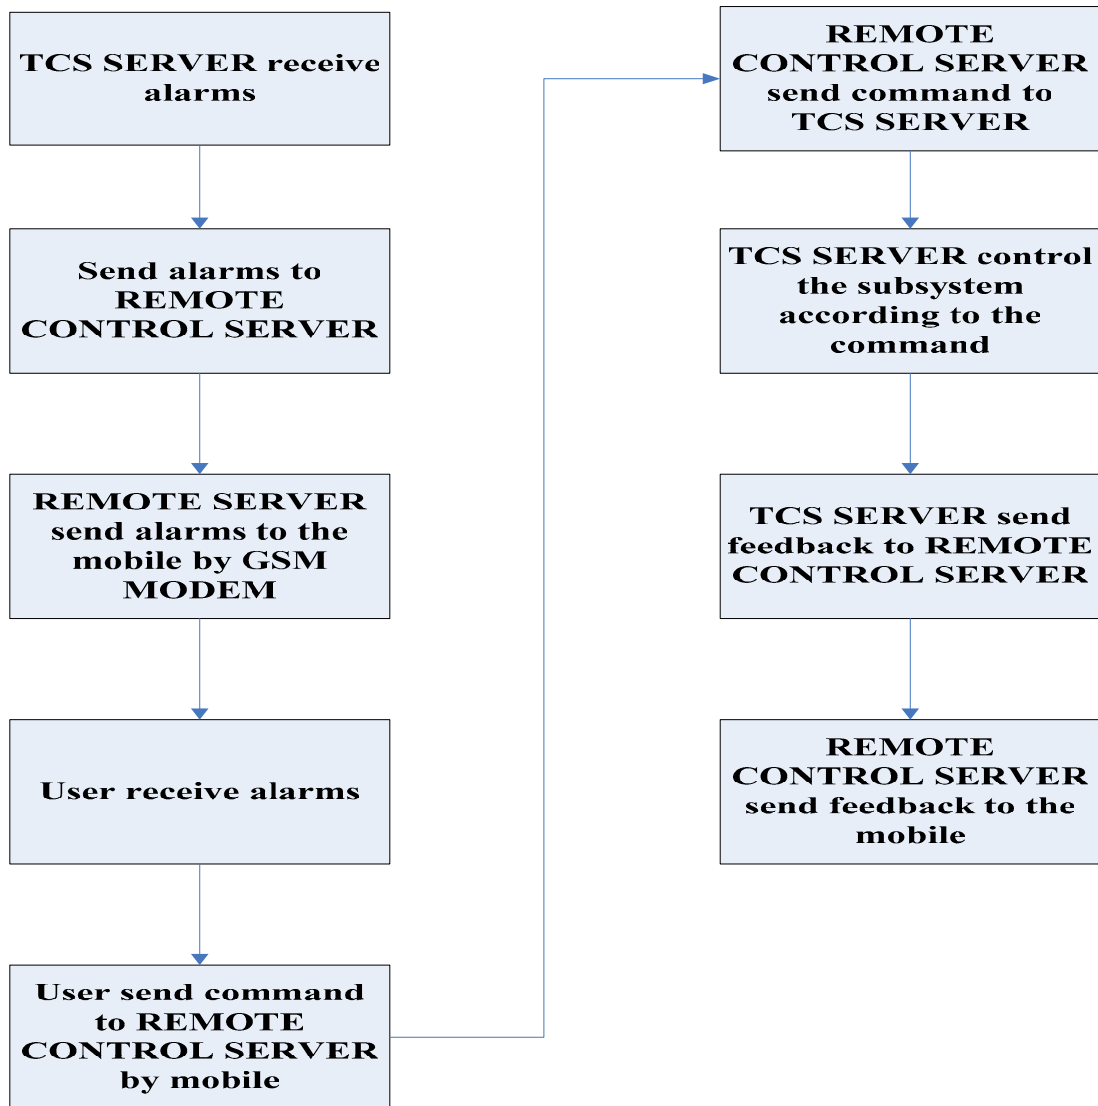 TCS SERVER receive
alarms
Send alarms to
REMOTE
CONTROL SERVER
REMOTE SERVER
send alarms to the
mobile by GSM
MODEM
User receive alarms
User send command
to REMOTE
CONTROL SERVER
by mobile
REMOTE
CONTROL SERVER
send command to
TCS SERVER
TCS SERVER control
the subsystem
according to the
command
TCS SERVER send
feedback to REMOTE
CONTROL SERVER
REMOTE
CONTROL SERVER
send feedback to the
mobile